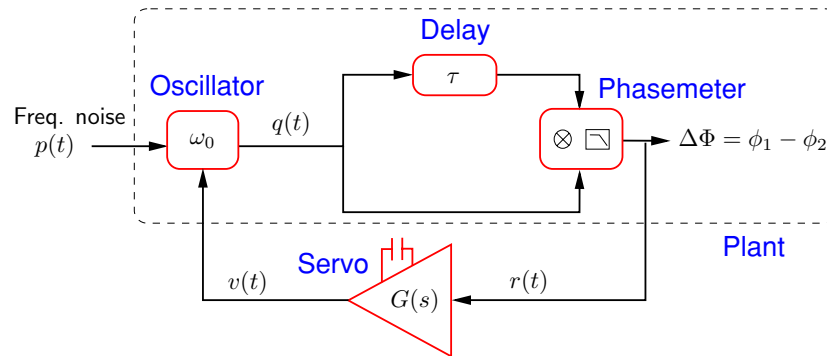 Delay
τ
Oscillator
Phasemeter
Freq. noise
p(t)
ω₀
q(t)
⊗
ΔΦ = ϕ₁ − ϕ₂
Plant
Servo
v(t)
G(s)
r(t)